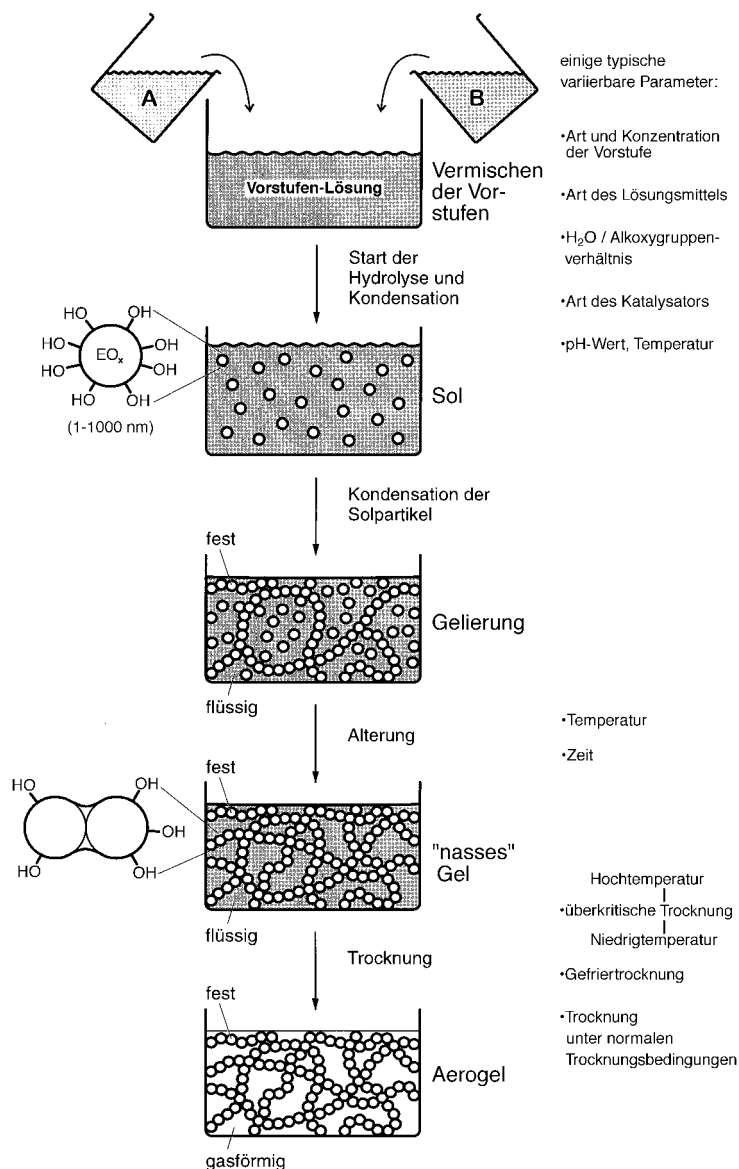 A
B
Vorstufen-Lösung
Vermischen
der Vor-
stufen
einige typische
variierbare Parameter:
•Art und Konzentration
der Vorstufe
•Art des Lösungsmittels
•H₂O / Alkoxygruppen-
verhältnis
•Art des Katalysators
•pH-Wert, Temperatur
Start der
Hydrolyse und
Kondensation
HO
OH
HO
OH
EOₓ
HO
OH
HO
OH
(1-1000 nm)
Sol
Kondensation der
Solpartikel
fest
Gelierung
flüssig
Alterung
•Temperatur
•Zeit
fest
HO
OH
OH
HO
OH
"nasses"
Gel
flüssig
Hochtemperatur
•überkritische Trocknung
Niedrigtemperatur
•Gefriertrocknung
•Trocknung
unter normalen
Trocknungsbedingungen
Trocknung
fest
Aerogel
gasförmig